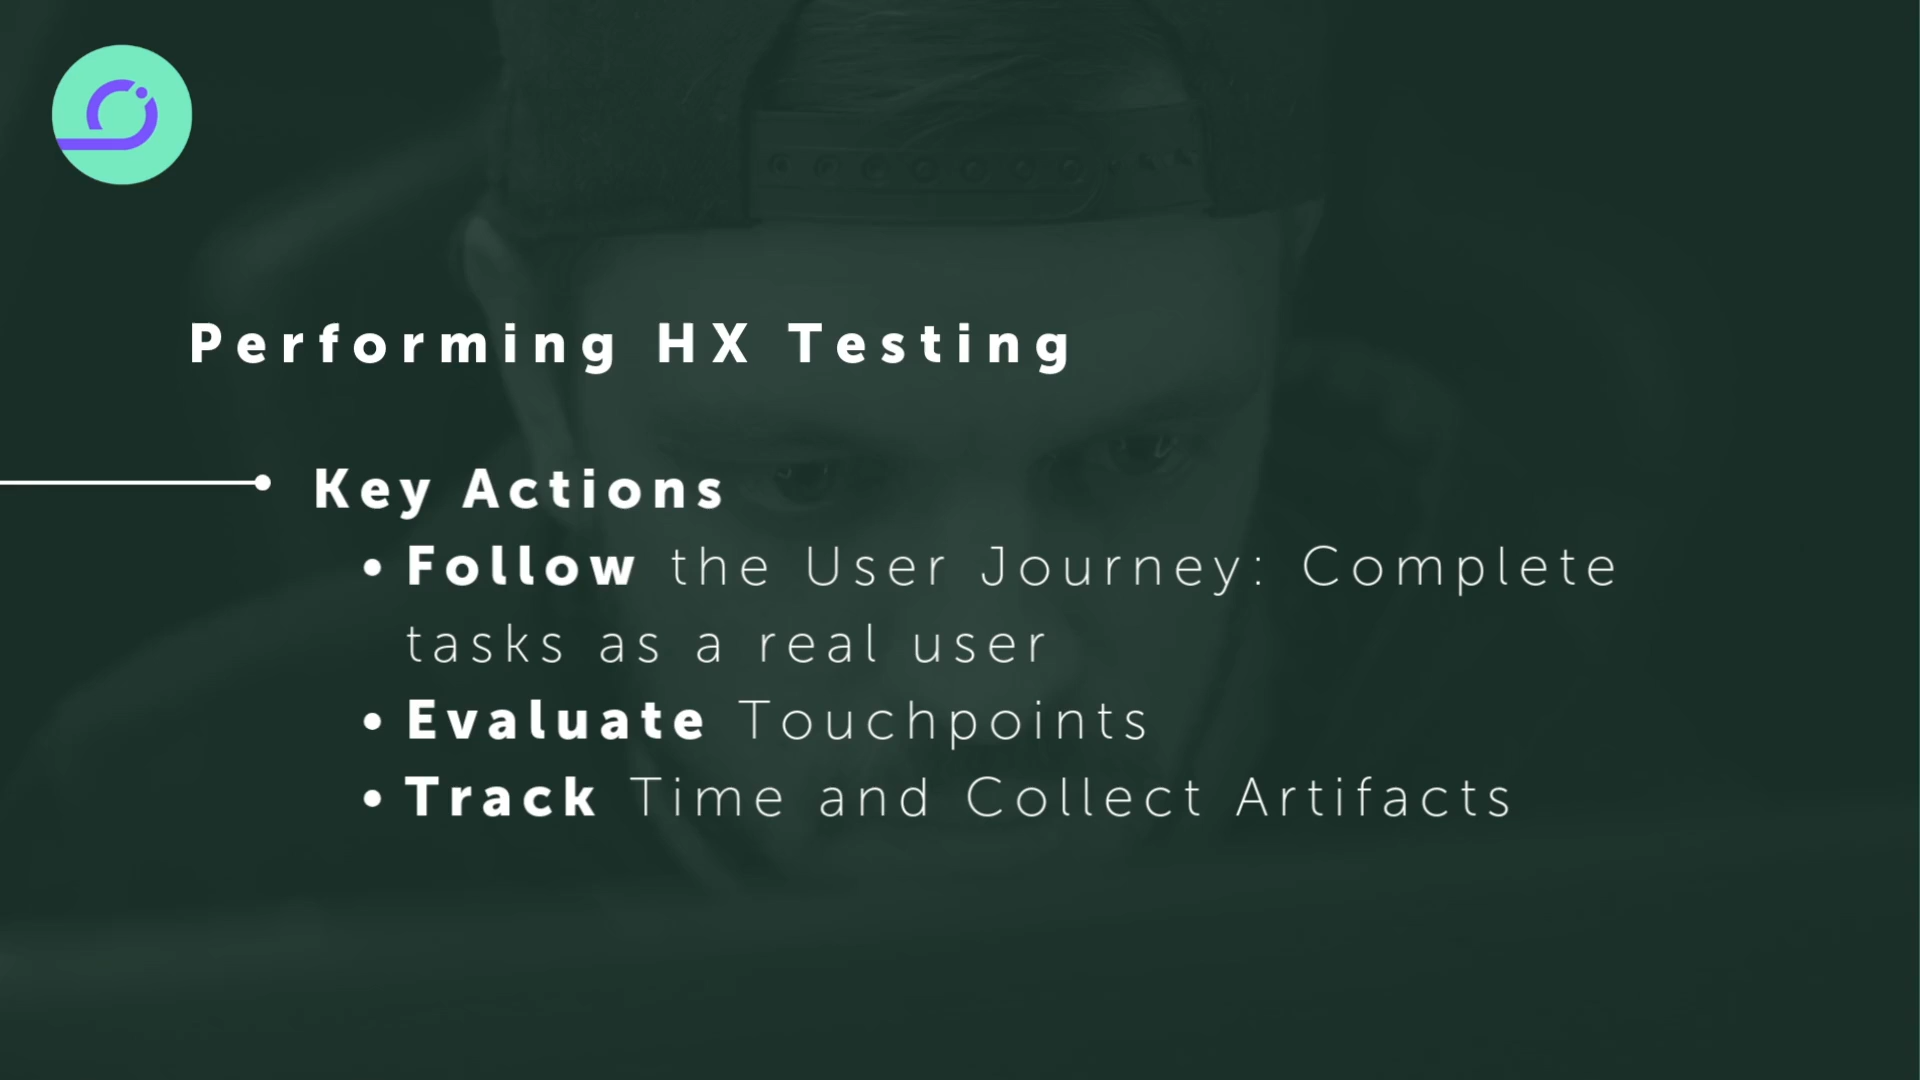 Performing HX Testing
Key Actions
• Follow the User Journey: Complete
tasks as a real user
• Evaluate Touchpoints
• Track Time and Collect Artifacts